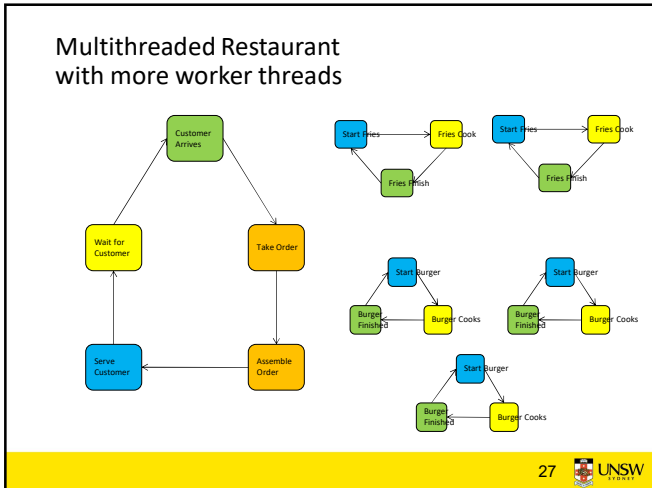 Multithreaded Restaurant
with more worker threads
Customer
Arrives
Wait for
Customer
Take Order
Serve
Customer
Assemble
Order
Start Fries
Fries Cook
Fries Finish
Start Fries
Fries Cook
Fries Finish
Start Burger
Burger
Finished
Burger Cooks
Start Burger
Burger
Finished
Burger Cooks
Start Burger
Burger
Finished
Burger Cooks
27
UNSW
SYDNEY